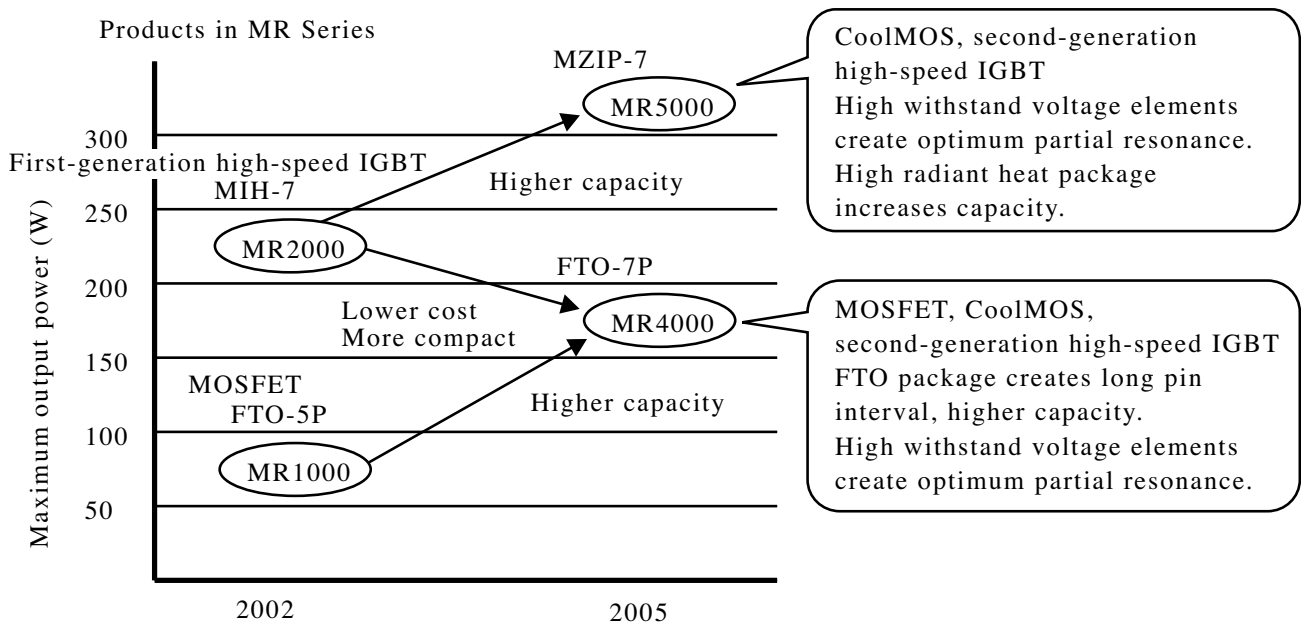 Products in MR Series
MZIP-7
MR5000
CoolMOS, second-generation
high-speed IGBT
High withstand voltage elements
create optimum partial resonance.
High radiant heat package
increases capacity.
300
First-generation high-speed IGBT
MIH-7
Higher capacity
250
MR2000
FTO-7P
200
Lower cost
More compact
MR4000
MOSFET, CoolMOS,
second-generation high-speed IGBT
FTO package creates long pin
interval, higher capacity.
High withstand voltage elements
create optimum partial resonance.
150
MOSFET
FTO-5P
Higher capacity
100
MR1000
50
Maximum output power (W)
2002
2005